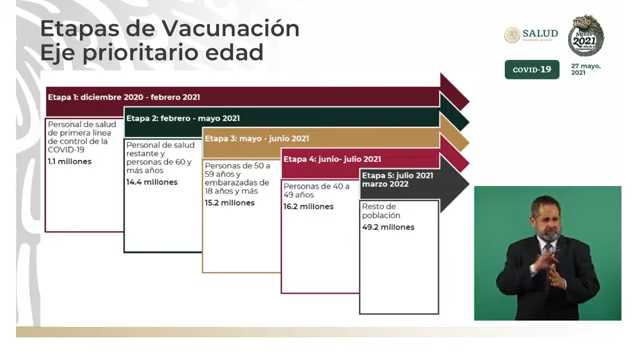 Etapas de Vacunación
Eje prioritario edad
SALUD
México
2021
COVID-19
27 mayo,
2021
Etapa 1: diciembre 2020 - febrero 2021
Personal de salud
de primera línea
de control de la
COVID-19
1.1 millones
Etapa 2: febrero - mayo 2021
Personal de salud
restante y
personas de 60 y
más años
14.4 millones
Etapa 3: mayo - junio 2021
Personas de 50 a
59 años y
embarazadas de
18 años y más
15.2 millones
Etapa 4: junio- julio 2021
Personas de 40 a
49 años
16.2 millones
Etapa 5: julio 2021
marzo 2022
Resto de
población
49.2 millones